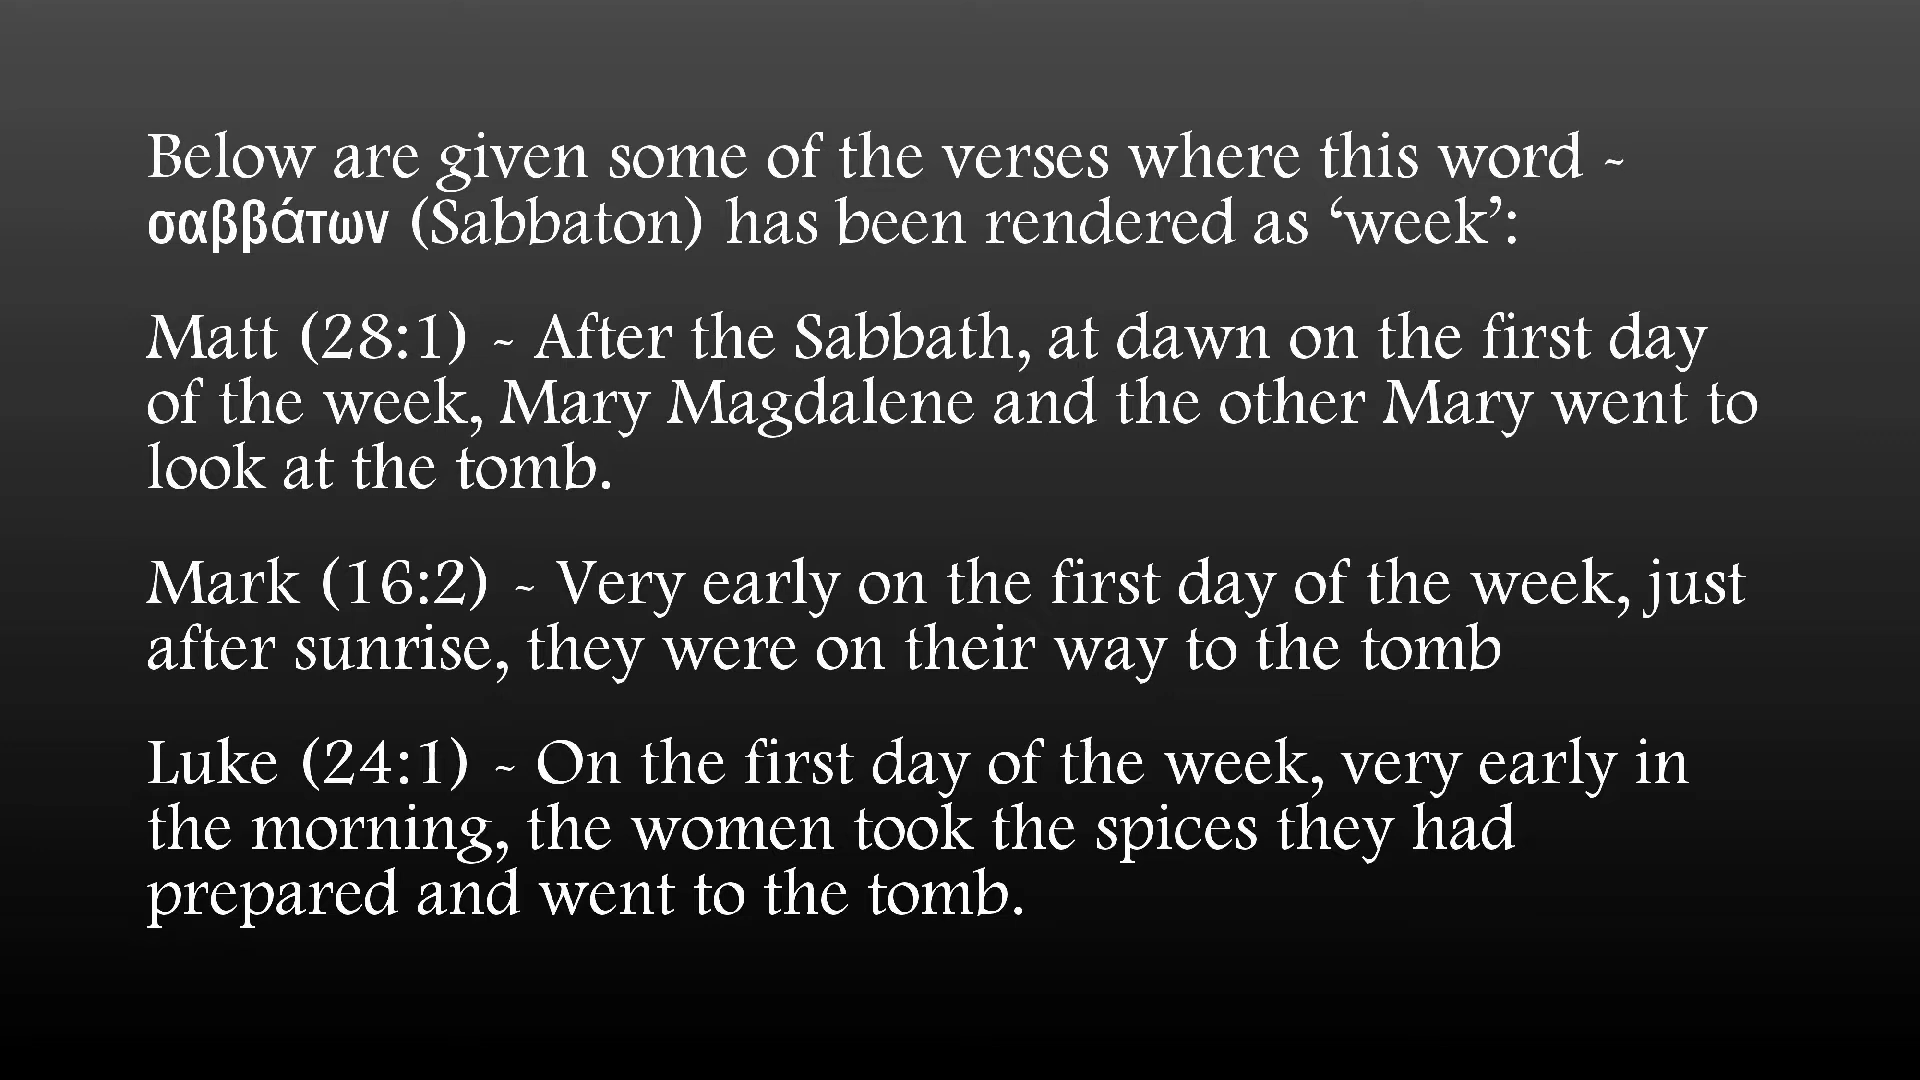 Below are given some of the verses where this word -
σαββάτων (Sabbaton) has been rendered as ‘week’:
Matt (28:1) - After the Sabbath, at dawn on the first day
of the week, Mary Magdalene and the other Mary went to
look at the tomb.
Mark (16:2) - Very early on the first day of the week, just
after sunrise, they were on their way to the tomb
Luke (24:1) - On the first day of the week, very early in
the morning, the women took the spices they had
prepared and went to the tomb.